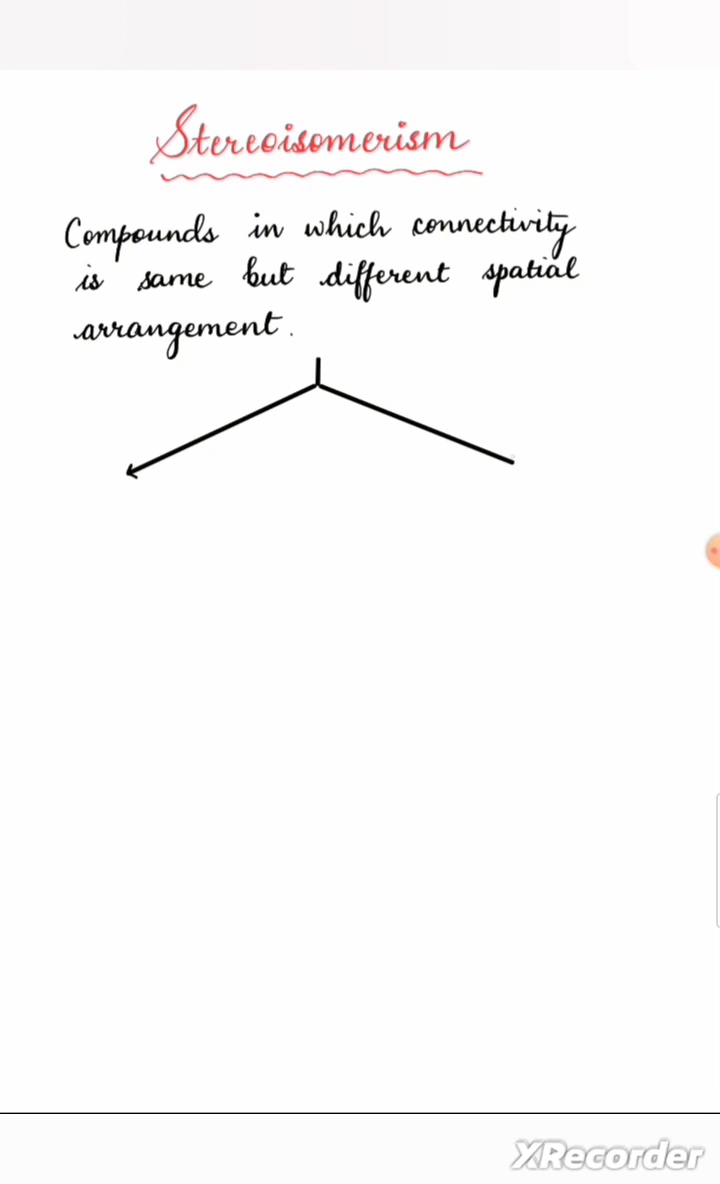 Stereoisomerism
Compounds in which connectivity
is same but different spatial
arrangement.
XRecorder